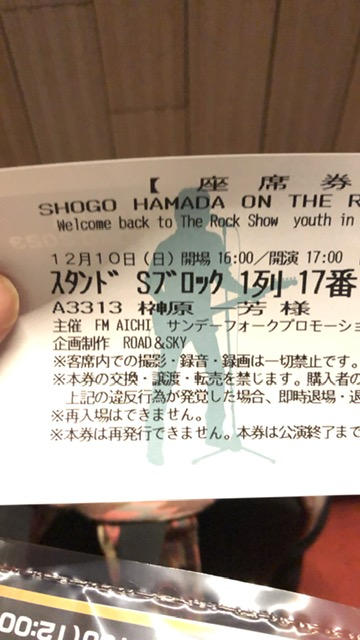 【 座 席 券
SHOGO HAMADA ON THE R
Welcome back to The Rock Show youth in
12月10日(日) 開場 16:00/開演 17:00
ｽﾀﾝﾄﾞ Sﾌﾞﾛｯｸ 1列 17番
A3313 榊原 芳 様
主催 FM AICHI サンデーフォークプロモーショ
企画制作 ROAD&SKY
※客席内での撮影・録音・録画は一切禁止です。
※本券の交換・譲渡・転売を禁じます。購入者の
上記の違反行為が発覚した場合、即時退場・退
※再入場はできません。
※本券は再発行できません。本券は公演終了まで
(12:00